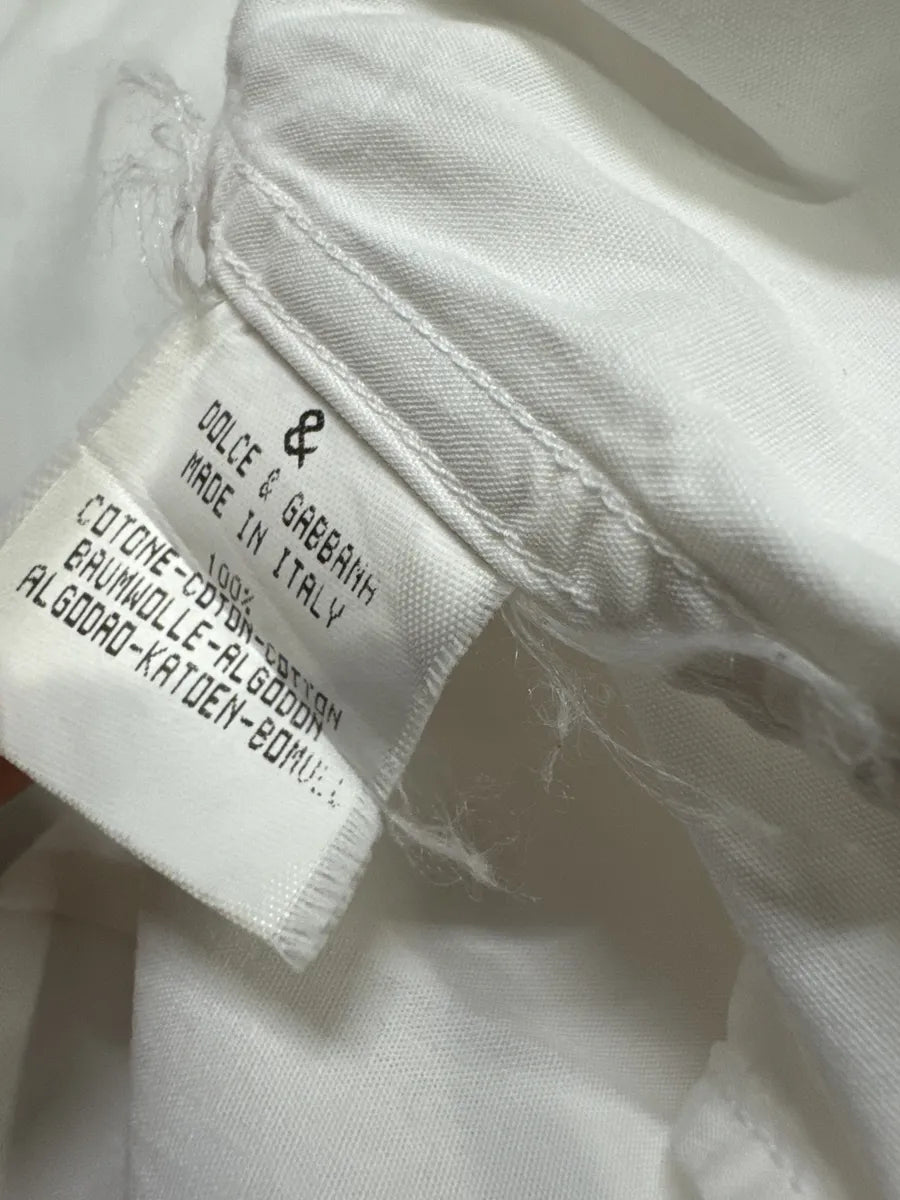 &
DOLCE & GABBANA
MADE IN ITALY
100%
COTONE-COTON-COTTON
BAUMWOLLE-ALGODON
ALGODAO-KATOEN-BOMULL